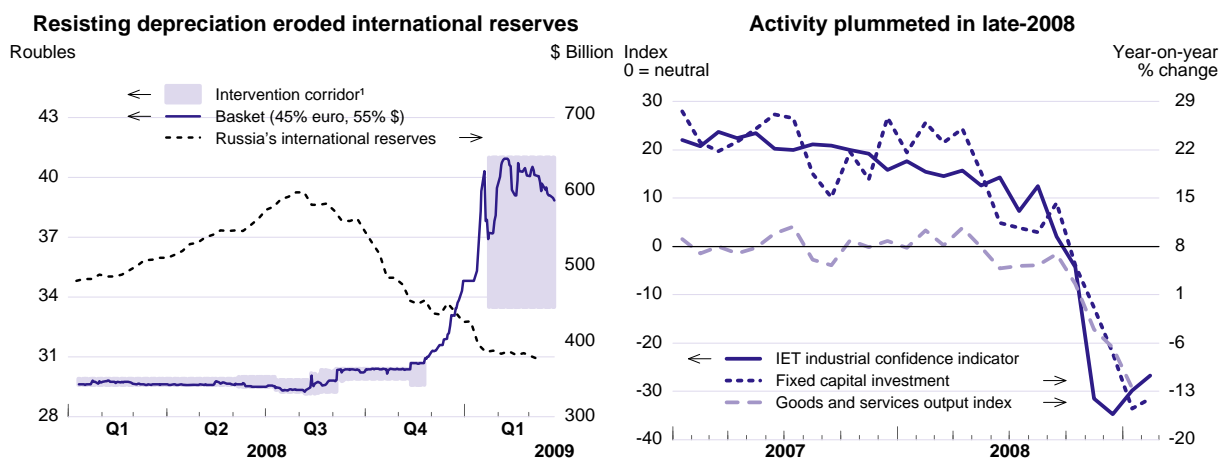 Resisting depreciation eroded international reserves
Roubles
$ Billion
Intervention corridor¹
Basket (45% euro, 55% $)
Russia's international reserves
43
40
37
34
31
28
700
600
500
400
300
Q1
Q2
Q3
Q4
Q1
2008
2009
Activity plummeted in late-2008
Index
0 = neutral
Year-on-year
% change
30
20
10
0
-10
-20
-30
-40
29
22
15
8
1
-6
-13
-20
IET industrial confidence indicator
Fixed capital investment
Goods and services output index
2007
2008